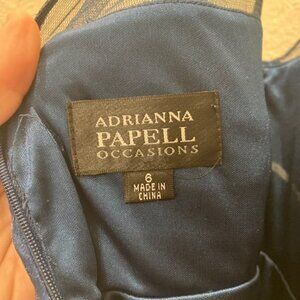 ADRIANNA
PAPELL
OCCASIONS
6
MADE IN
CHINA